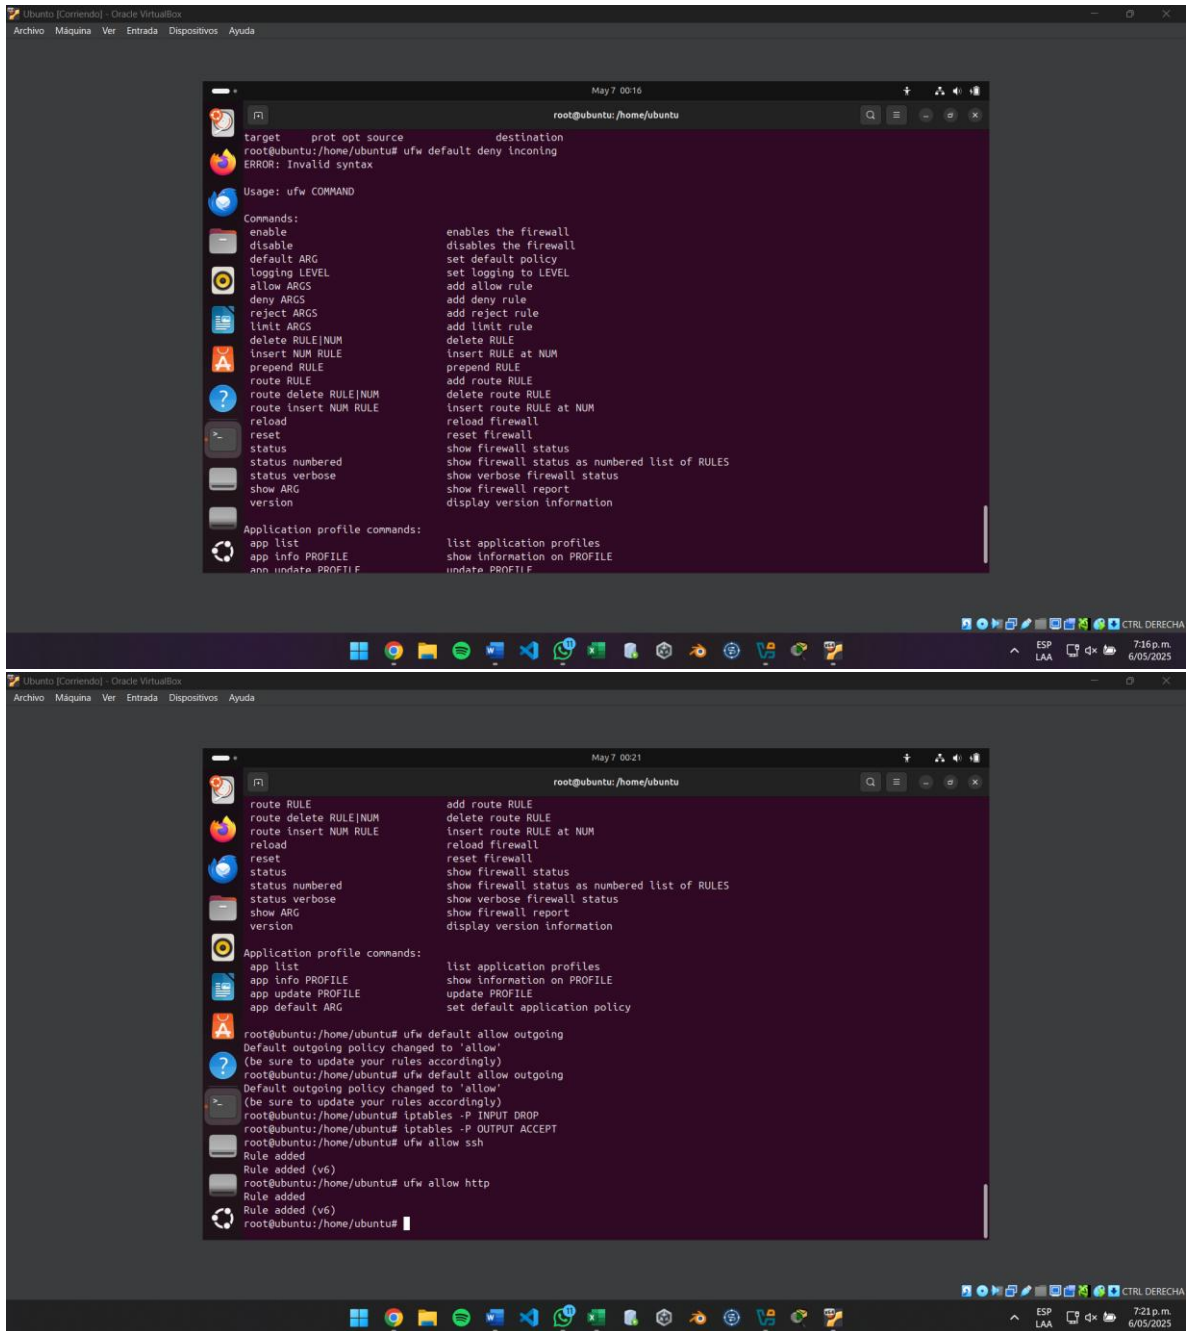 Ubunto [Corriendo] - Oracle VirtualBox
Archivo Máquina Ver Entrada Dispositivos Ayuda
May 7 00:16
root@ubuntu: /home/ubuntu
target prot opt source destination
root@ubuntu:/home/ubuntu# ufw default deny inconing
ERROR: Invalid syntax
Usage: ufw COMMAND
Commands:
enable enables the firewall
disable disables the firewall
default ARG set default policy
logging LEVEL set logging to LEVEL
allow ARGS add allow rule
deny ARGS add deny rule
reject ARGS add reject rule
limit ARGS add limit rule
delete RULE|NUM delete RULE
insert NUM RULE insert RULE at NUM
prepend RULE prepend RULE
route RULE add route RULE
route delete RULE|NUM delete route RULE
route insert NUM RULE insert route RULE at NUM
reload reload firewall
reset reset firewall
status show firewall status
status numbered show firewall status as numbered list of RULES
status verbose show verbose firewall status
show ARG show firewall report
version display version information
Application profile commands:
app list list application profiles
app info PROFILE show information on PROFILE
app update PROFILE update PROFILE
CTRL DERECHA
ESP
LAA
7:16 p.m.
6/05/2025
Ubunto [Corriendo] - Oracle VirtualBox
Archivo Máquina Ver Entrada Dispositivos Ayuda
May 7 00:21
root@ubuntu: /home/ubuntu
route RULE add route RULE
route delete RULE|NUM delete route RULE
route insert NUM RULE insert route RULE at NUM
reload reload firewall
reset reset firewall
status show firewall status
status numbered show firewall status as numbered list of RULES
status verbose show verbose firewall status
show ARG show firewall report
version display version information
Application profile commands:
app list list application profiles
app info PROFILE show information on PROFILE
app update PROFILE update PROFILE
app default ARG set default application policy
root@ubuntu:/home/ubuntu# ufw default allow outgoing
Default outgoing policy changed to 'allow'
(be sure to update your rules accordingly)
root@ubuntu:/home/ubuntu# ufw default allow outgoing
Default outgoing policy changed to 'allow'
(be sure to update your rules accordingly)
root@ubuntu:/home/ubuntu# iptables -P INPUT DROP
root@ubuntu:/home/ubuntu# iptables -P OUTPUT ACCEPT
root@ubuntu:/home/ubuntu# ufw allow ssh
Rule added
Rule added (v6)
root@ubuntu:/home/ubuntu# ufw allow http
Rule added
Rule added (v6)
root@ubuntu:/home/ubuntu#
CTRL DERECHA
ESP
LAA
7:21 p.m.
6/05/2025